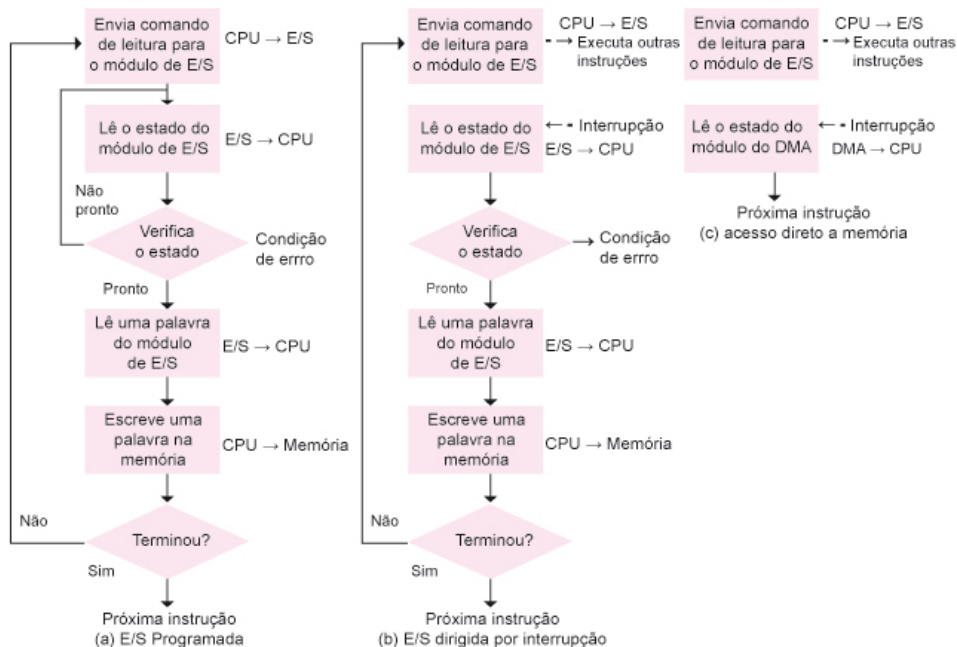 Envia comando
de leitura para
o módulo de E/S
CPU → E/S
Lê o estado do
módulo de E/S
E/S → CPU
Não
pronto
Verifica
o estado
Condição
de errro
Pronto
Lê uma palavra
do módulo
de E/S
E/S → CPU
Escreve uma
palavra na
memória
CPU → Memória
Não
Terminou?
Sim
Próxima instrução
(a) E/S Programada
Envia comando
de leitura para
o módulo de E/S
CPU → E/S
Executa outras
instruções
Lê o estado do
módulo de E/S
Interrupção
E/S → CPU
Verifica
o estado
Condição
de errro
Pronto
Lê uma palavra
do módulo
de E/S
E/S → CPU
Escreve uma
palavra na
memória
CPU → Memória
Não
Terminou?
Sim
Próxima instrução
(b) E/S dirigida por interrupção
Envia comando
de leitura para
o módulo de E/S
CPU → E/S
Executa outras
instruções
Lê o estado do
módulo do DMA
Interrupção
DMA → CPU
Próxima instrução
(c) acesso direto a memória